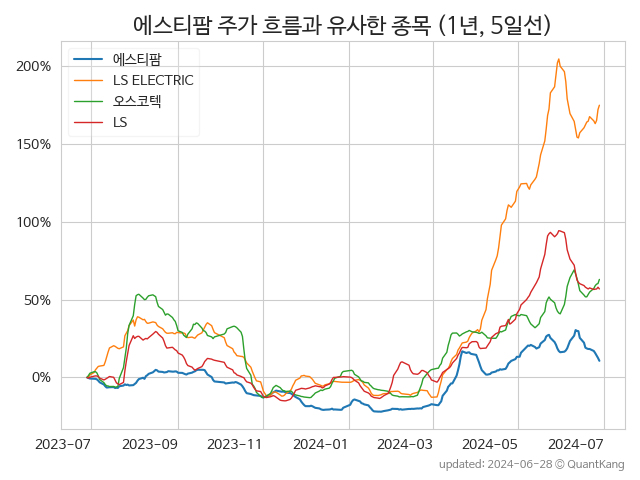 에스티팜 주가 흐름과 유사한 종목 (1년, 5일선)
에스티팜
LS ELECTRIC
오스코텍
LS
200%
150%
100%
50%
0%
2023-07 2023-09 2023-11 2024-01 2024-03 2024-05 2024-07
updated: 2024-06-28 © QuantKang